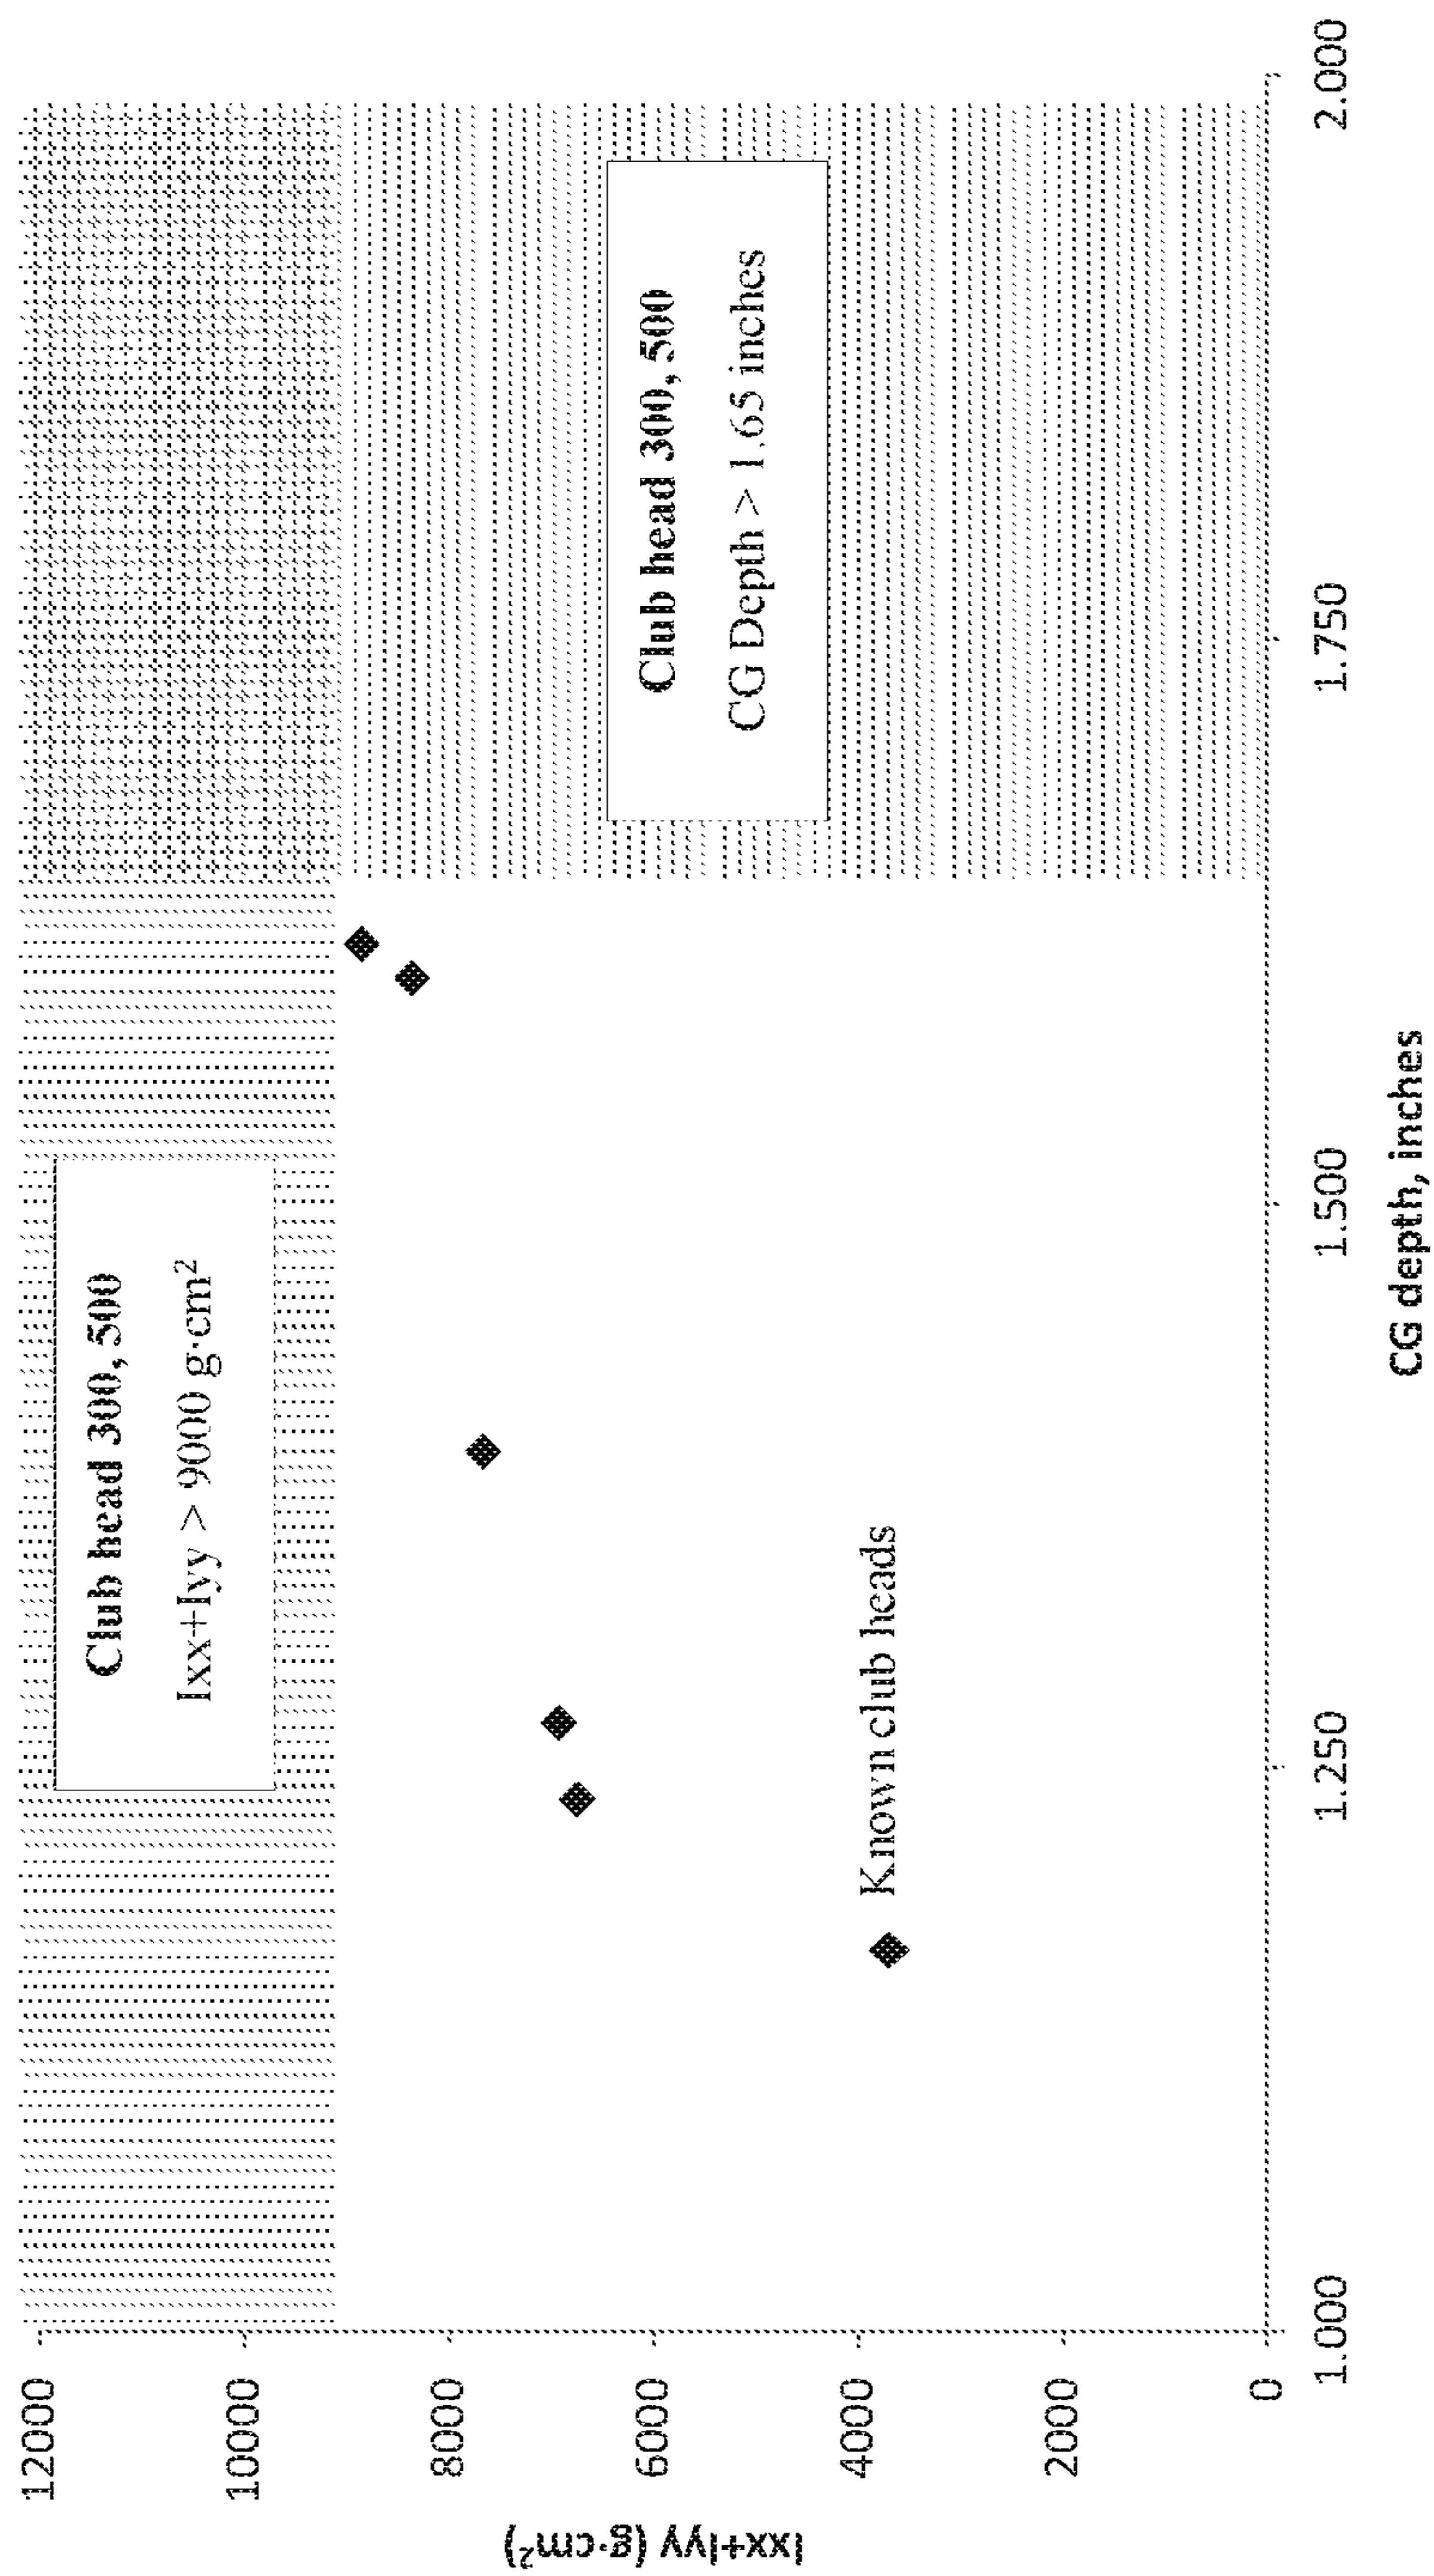 Ixx+Iyy (g·cm²)
12000
10000
8000
6000
4000
2000
0
Club head 300, 500
Ixx+Iyy > 9000 g·cm²
Club head 300, 500
CG Depth > 1.65 inches
Known club heads
1.000
1.250
1.500
1.750
2.000
CG depth, inches